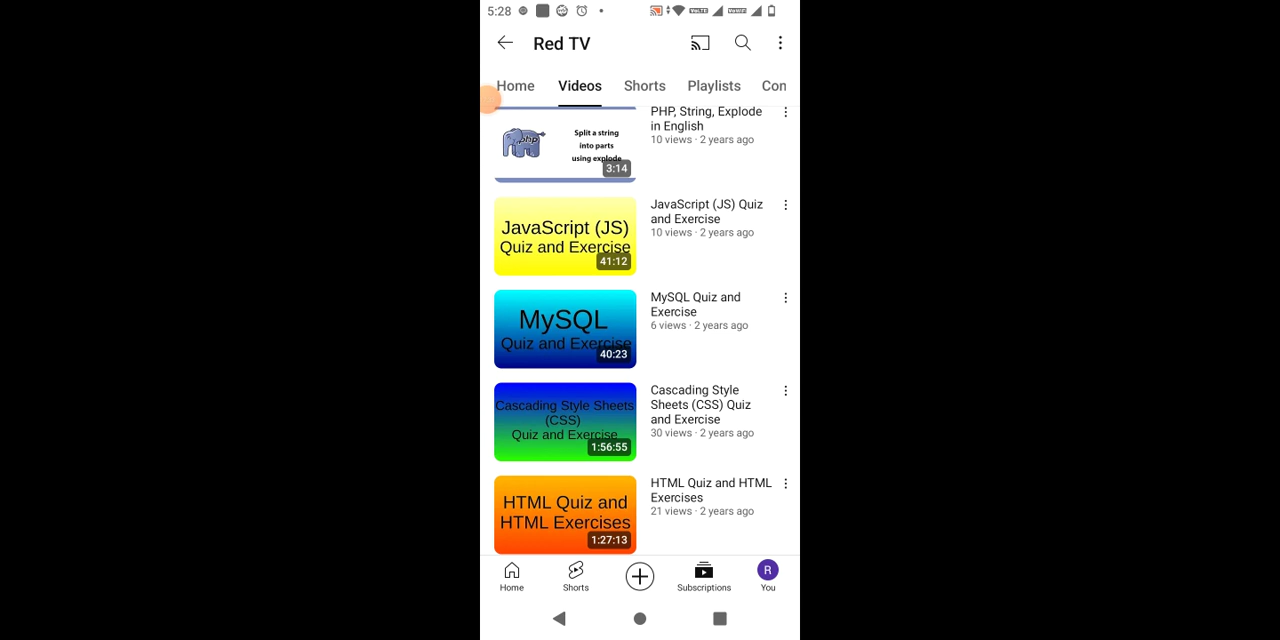 5:28
Red TV
Home Videos Shorts Playlists Con
php
Split a string
into parts
using explode
3:14
PHP, String, Explode
in English
10 views · 2 years ago
JavaScript (JS)
Quiz and Exercise
41:12
JavaScript (JS) Quiz
and Exercise
10 views · 2 years ago
MySQL
Quiz and Exercise
40:23
MySQL Quiz and
Exercise
6 views · 2 years ago
Cascading Style Sheets
(CSS)
Quiz and Exercise
1:56:55
Cascading Style
Sheets (CSS) Quiz
and Exercise
30 views · 2 years ago
HTML Quiz and
HTML Exercises
1:27:13
HTML Quiz and HTML
Exercises
21 views · 2 years ago
Home Shorts Subscriptions R You